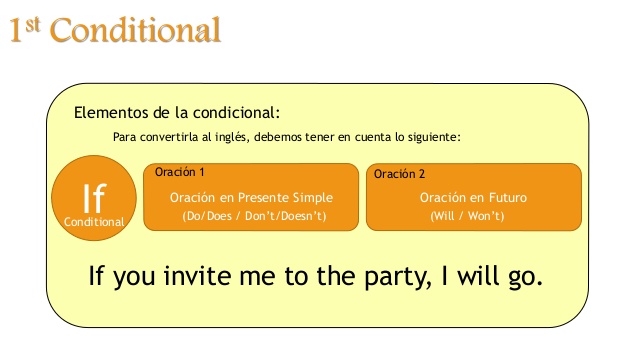 1st Conditional
Elementos de la condicional:
Para convertirla al inglés, debemos tener en cuenta lo siguiente:
If
Conditional
Oración 1
Oración en Presente Simple
(Do/Does / Don't/Doesn't)
Oración 2
Oración en Futuro
(Will / Won't)
If you invite me to the party, I will go.